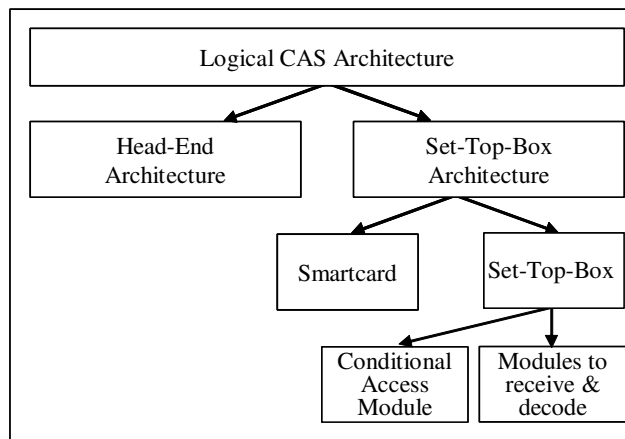 Logical CAS Architecture
Head-End
Architecture
Set-Top-Box
Architecture
Smartcard
Set-Top-Box
Conditional
Access
Module
Modules to
receive &
decode